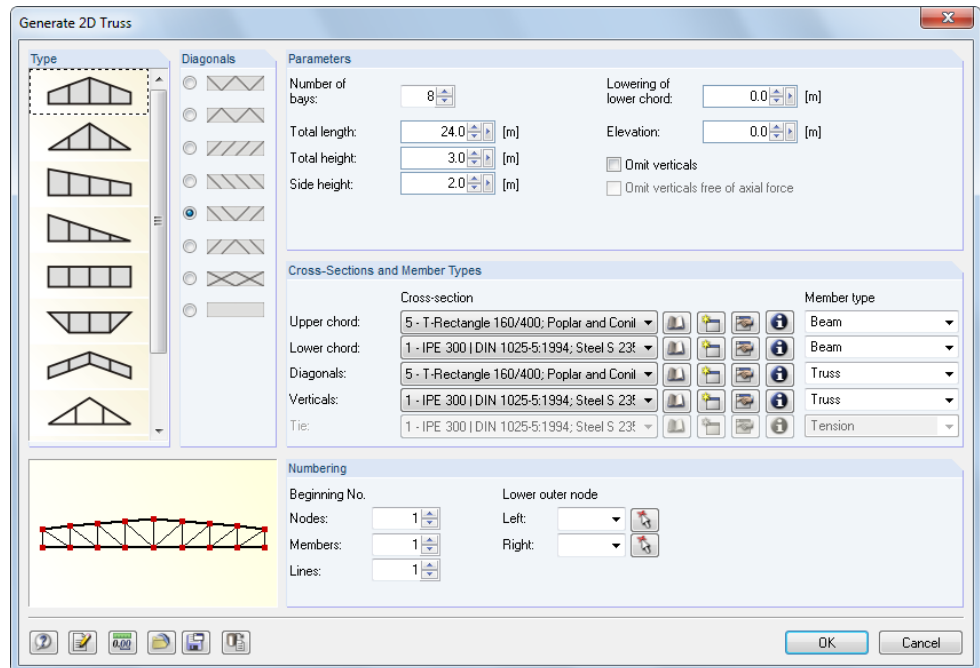 Generate 2D Truss
Type
Diagonals
Parameters
Number of bays:
8
Total length:
24.0 [m]
Total height:
3.0 [m]
Side height:
2.0 [m]
Lowering of lower chord:
0.0 [m]
Elevation:
0.0 [m]
Omit verticals
Omit verticals free of axial force
Cross-Sections and Member Types
Cross-section
Member type
Upper chord:
5 - T-Rectangle 160/400; Poplar and Conif
Beam
Lower chord:
1 - IPE 300 | DIN 1025-5:1994; Steel S 235
Beam
Diagonals:
5 - T-Rectangle 160/400; Poplar and Conif
Truss
Verticals:
1 - IPE 300 | DIN 1025-5:1994; Steel S 235
Truss
Tie:
1 - IPE 300 | DIN 1025-5:1994; Steel S 235
Tension
Numbering
Beginning No.
Nodes:
1
Members:
1
Lines:
1
Lower outer node
Left:
Right:
0.00
OK
Cancel